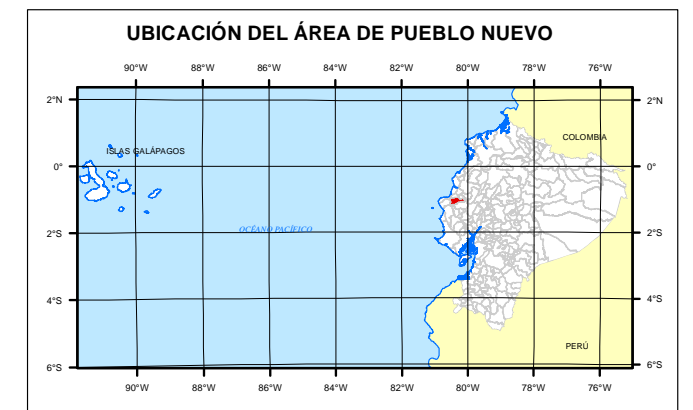 UBICACIÓN DEL ÁREA DE PUEBLO NUEVO
90°W 88°W 86°W 84°W 82°W 80°W 78°W 76°W
2°N 2°N
COLOMBIA
ISLAS GALÁPAGOS
0° 0°
OCÉANO PACÍFICO
2°S 2°S
4°S 4°S
PERÚ
6°S 6°S
90°W 88°W 86°W 84°W 82°W 80°W 78°W 76°W